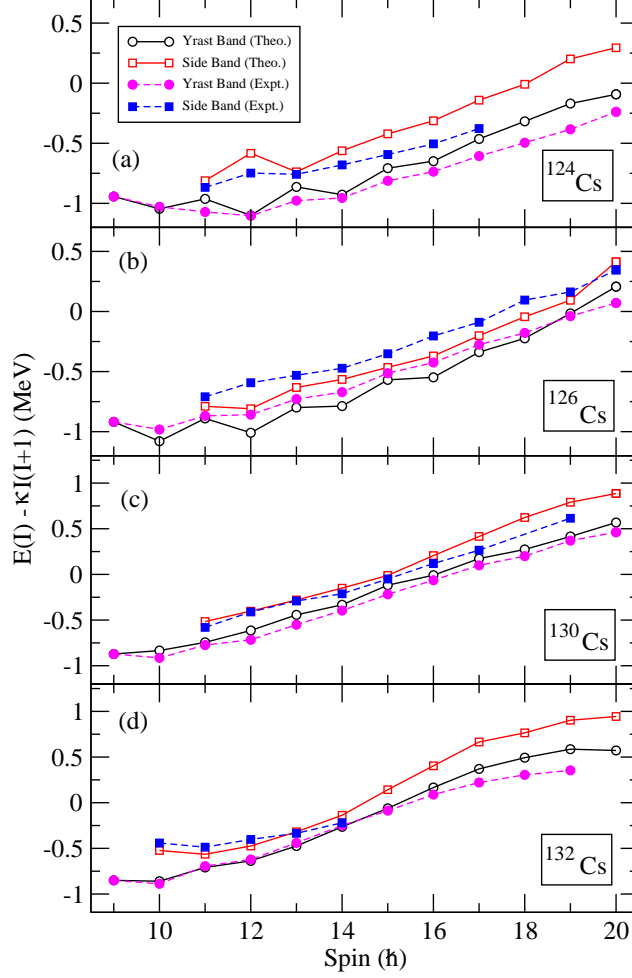 0.5
0
-0.5
-1
Yrast Band (Theo.)
Side Band (Theo.)
Yrast Band (Expt.)
Side Band (Expt.)
(a)
124Cs
0.5
0
-0.5
-1
(b)
126Cs
1
0.5
0
-0.5
-1
(c)
130Cs
1
0.5
0
-0.5
-1
(d)
132Cs
10 12 14 16 18 20
Spin (ħ)
E(I) - κI(I+1) (MeV)